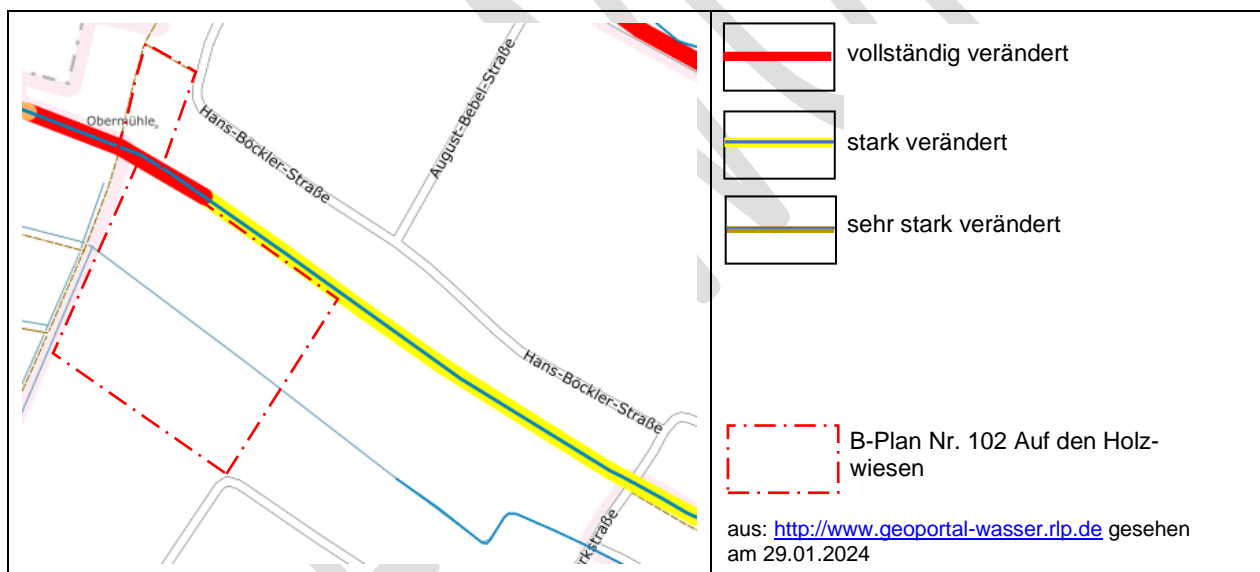 Obermühle
Hans-Böckler-Straße
August-Bebel-Straße
Hans-Böckler-Straße
vollständig verändert
stark verändert
sehr stark verändert
B-Plan Nr. 102 Auf den Holz-
wiesen
aus: http://www.geoportal-wasser.rlp.de gesehen
am 29.01.2024